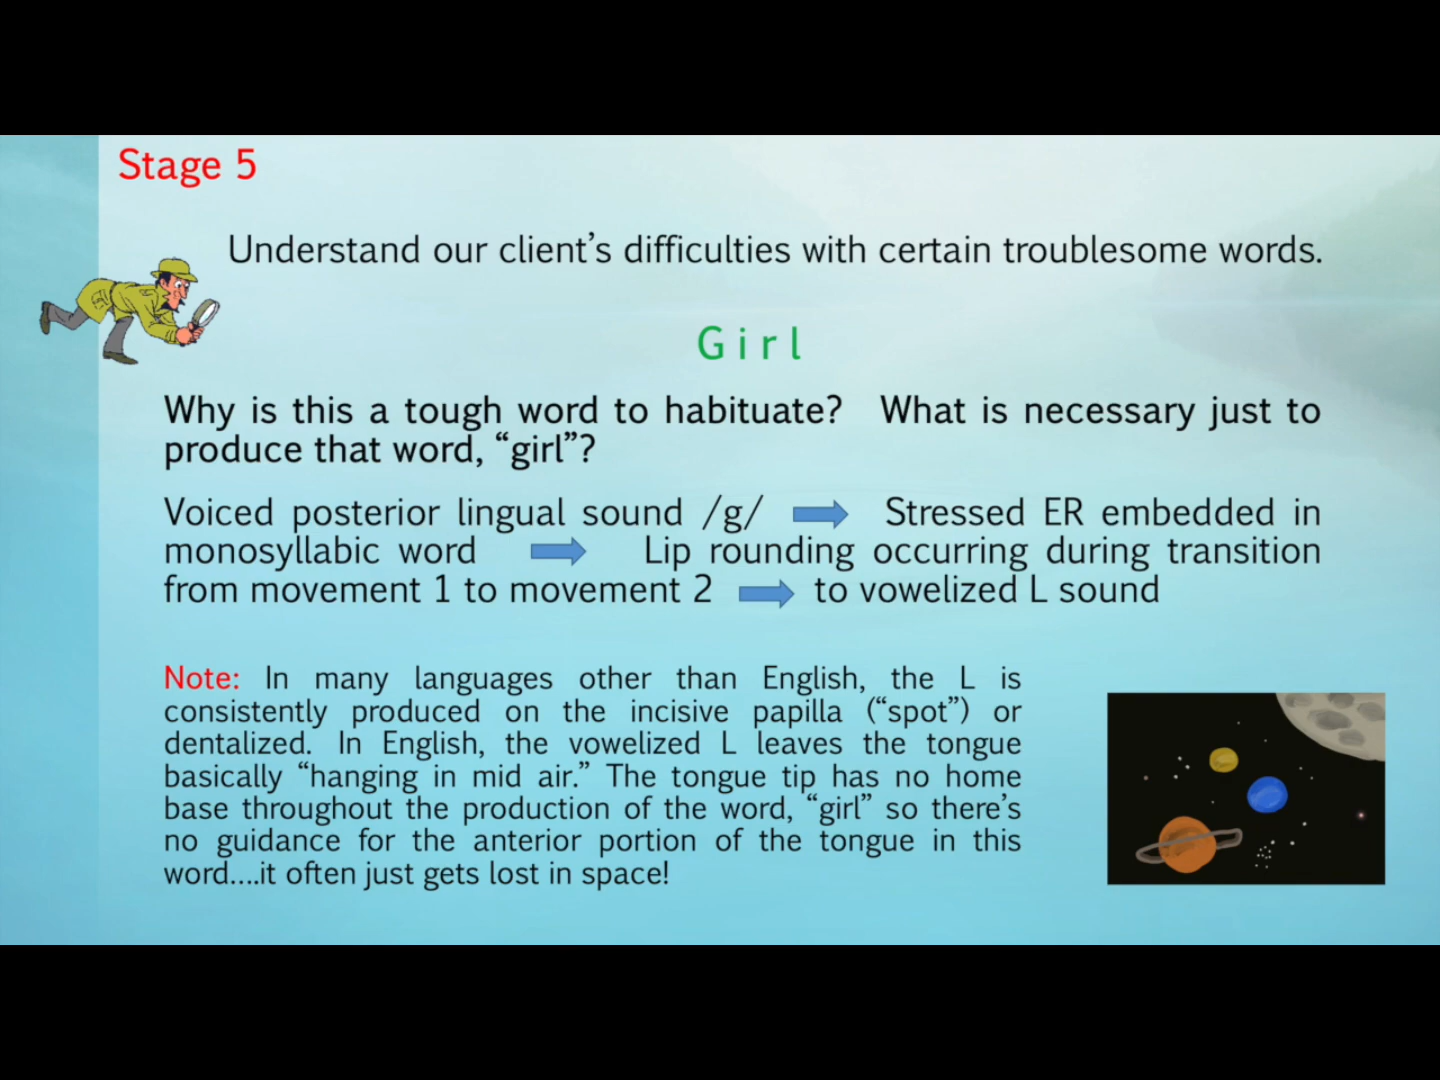 Stage 5
Understand our client’s difficulties with certain troublesome words.
G i r l
Why is this a tough word to habituate? What is necessary just to
produce that word, “girl”?
Voiced posterior lingual sound /g/ Stressed ER embedded in
monosyllabic word Lip rounding occurring during transition
from movement 1 to movement 2 to vowelized L sound
Note: In many languages other than English, the L is
consistently produced on the incisive papilla (“spot”) or
dentalized. In English, the vowelized L leaves the tongue
basically “hanging in mid air.” The tongue tip has no home
base throughout the production of the word, “girl” so there’s
no guidance for the anterior portion of the tongue in this
word....it often just gets lost in space!